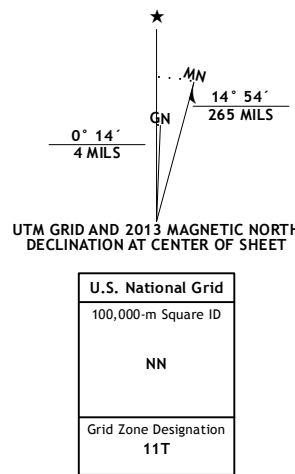 MN
GN
14° 54´
265 MILS
0° 14´
4 MILS
UTM GRID AND 2013 MAGNETIC NORTH
DECLINATION AT CENTER OF SHEET
U.S. National Grid
100,000-m Square ID
NN
Grid Zone Designation
11T